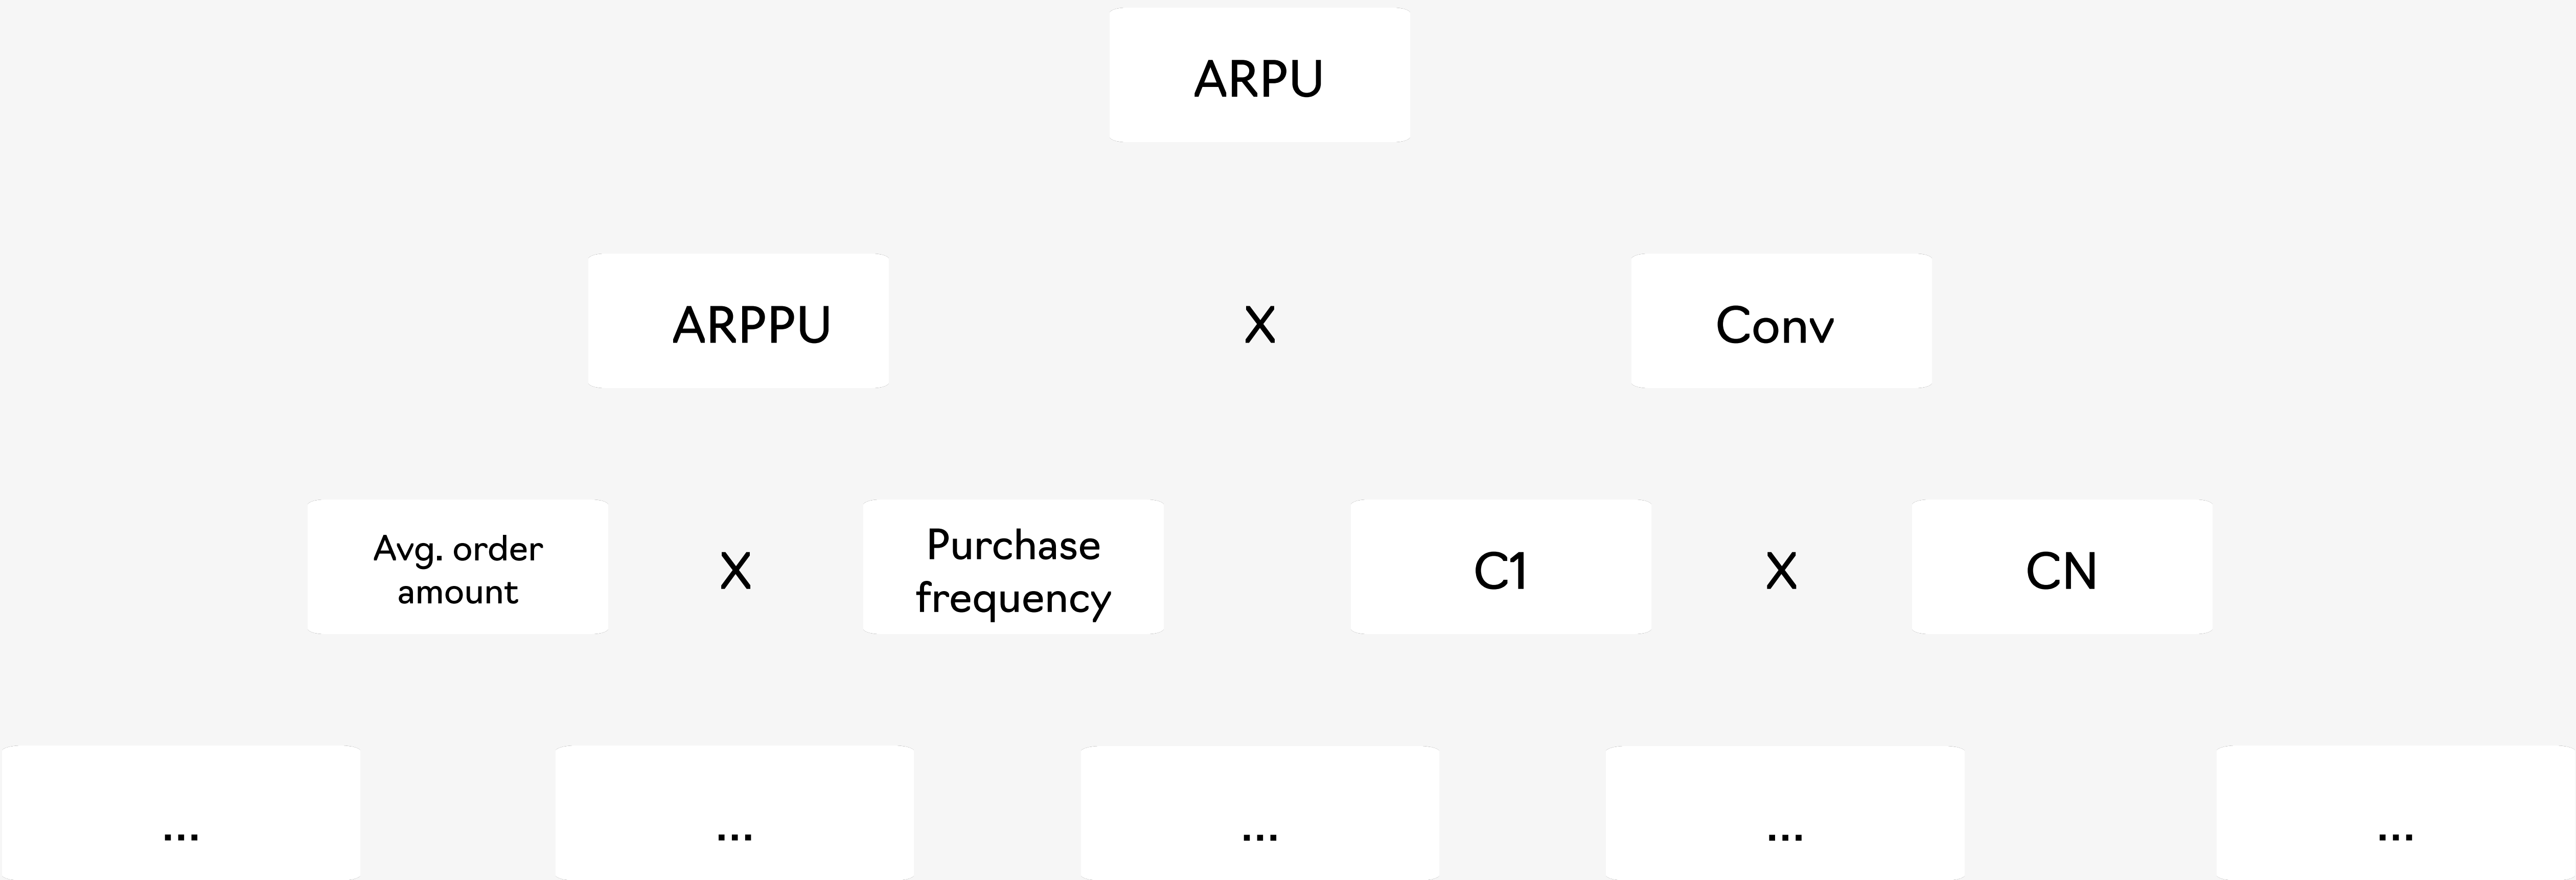 ARPU
ARPPU X Conv
Avg. order
amount
X
Purchase
frequency
C1 X CN
... ... ... ... ...